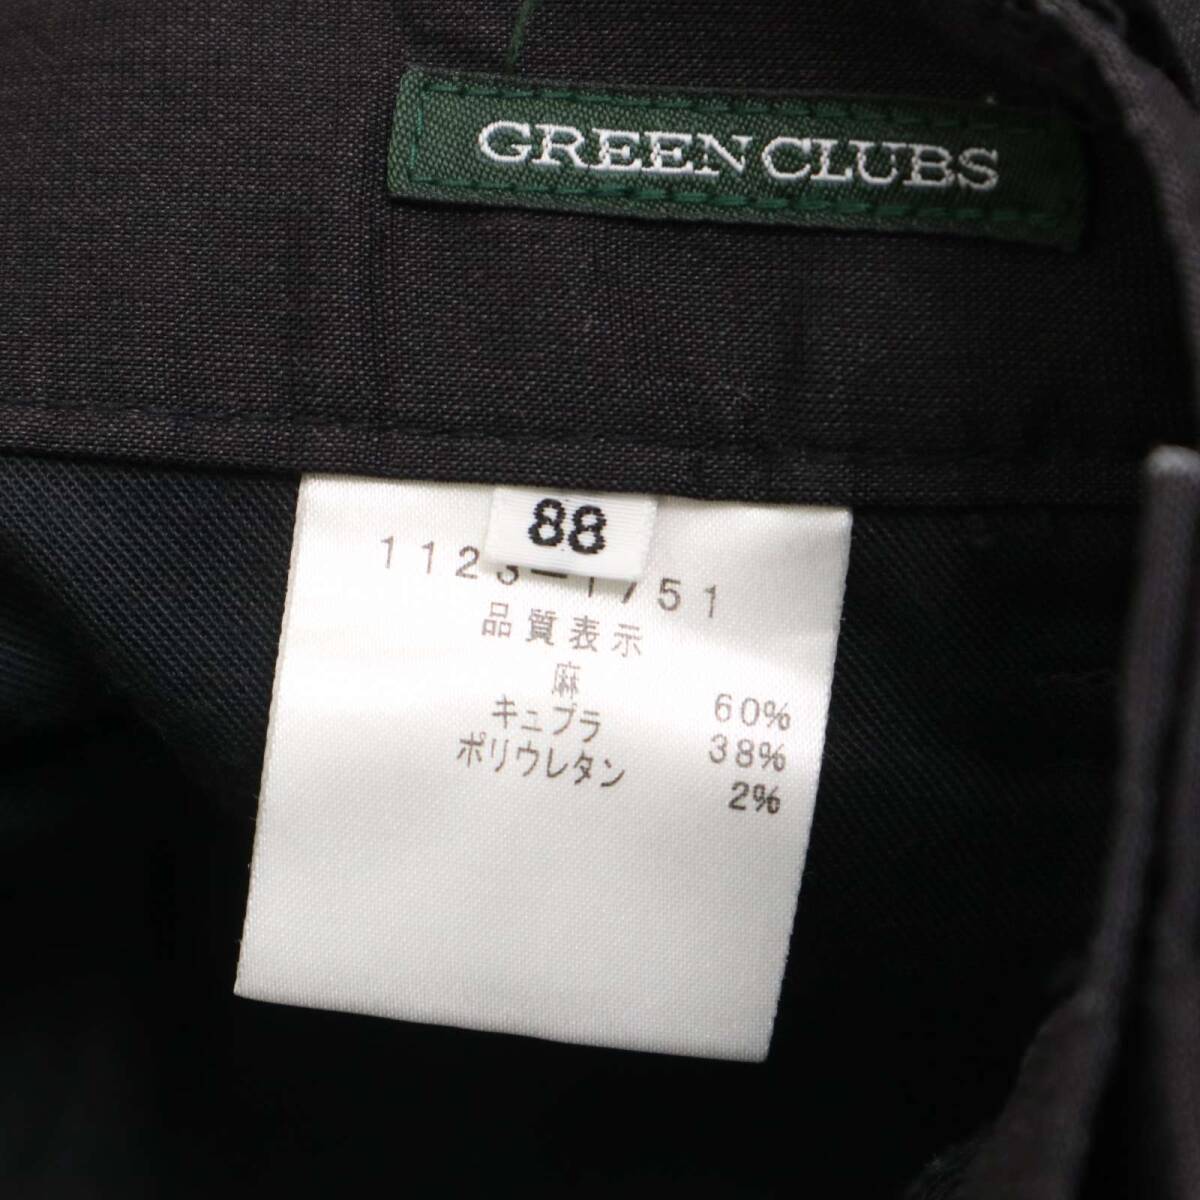 GREEN CLUBS
88
1123-1751
品質表示
麻 60%
キュプラ 38%
ポリウレタン 2%